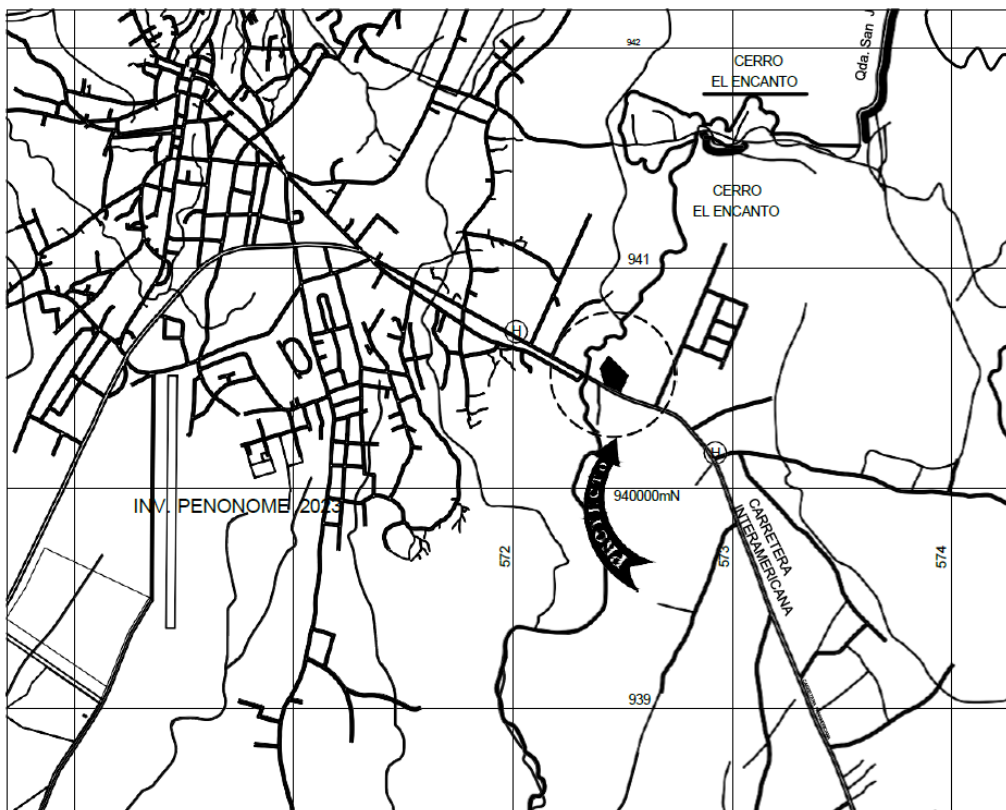 942
CERRO
EL ENCANTO
Qda. San J
CERRO
EL ENCANTO
941
H
H
940000mN
INV. PENONOME 2023
PROYECTO
572
573
574
CARRETERA
INTERAMERICANA
939